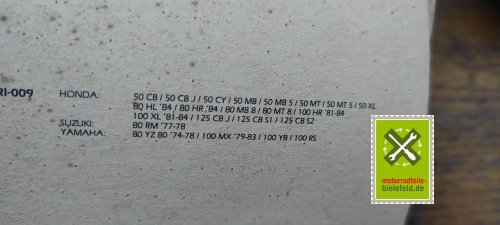 RI-009 HONDA: 50 CB / 50 CB J / 50 CY / 50 MB / 50 MB 5 / 50 MT / 50 MT 5 / 50 XL
80 HL '84 / 80 HR '84 / 80 MB 8 / 80 MT 8 / 100 HR '81-84
100 XL '81-84 / 125 CB J / 125 CB S1 / 125 CB S2
SUZUKI: 80 RM '77-78
YAMAHA: 80 YZ 80 '74-78 / 100 MX '79-83 / 100 YB / 100 RS
motorradteile-
bielefeld.de